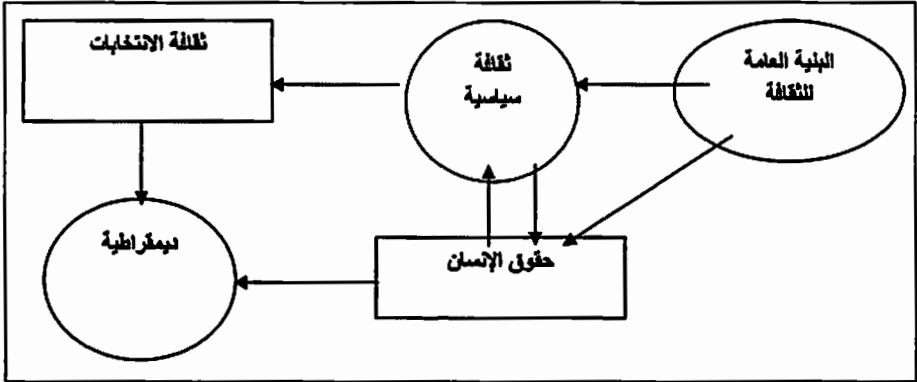 البنية العامة
للثقافة
ثقافة
سياسية
ثقافة الانتخابات
حقوق الإنسان
ديمقراطية